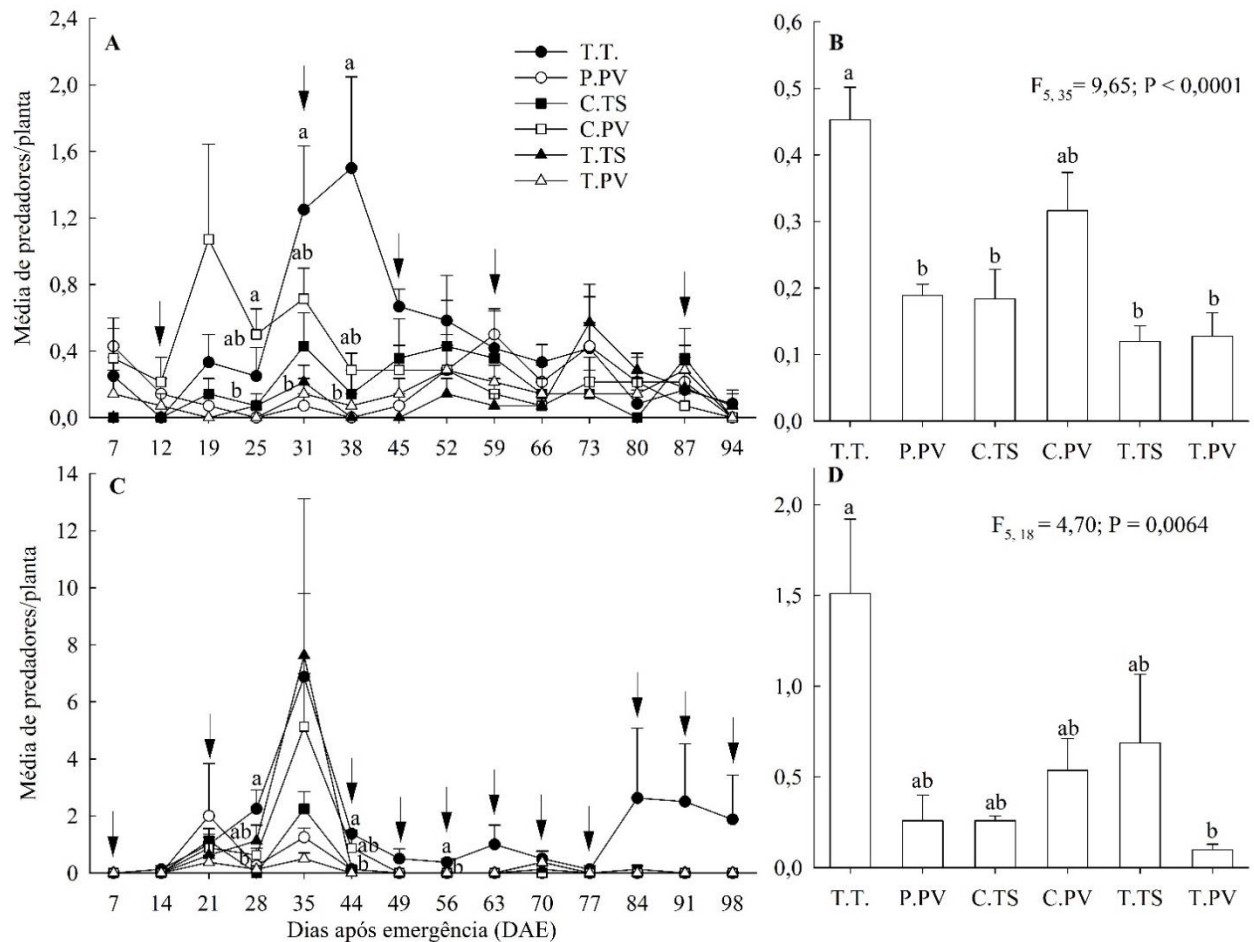 A
Média de predadores/planta
2,4
2,0
1,6
1,2
0,8
0,4
0,0
T.T.
P.PV
C.TS
C.PV
T.TS
T.PV
a
a
ab
a
ab
ab
b
b
b
7 12 19 25 31 38 45 52 59 66 73 80 87 94
B
0,6
0,5
0,4
0,3
0,2
0,1
0,0
F5, 35= 9,65; P < 0,0001
a
b
b
ab
b
b
T.T. P.PV C.TS C.PV T.TS T.PV
C
Média de predadores/planta
14
12
10
8
6
4
2
0
a
ab
b
a
ab
b
a
b
7 14 21 28 35 44 49 56 63 70 77 84 91 98
Dias após emergência (DAE)
D
2,0
1,5
1,0
0,5
0,0
F5, 18 = 4,70; P = 0,0064
a
ab
ab
ab
ab
b
T.T. P.PV C.TS C.PV T.TS T.PV